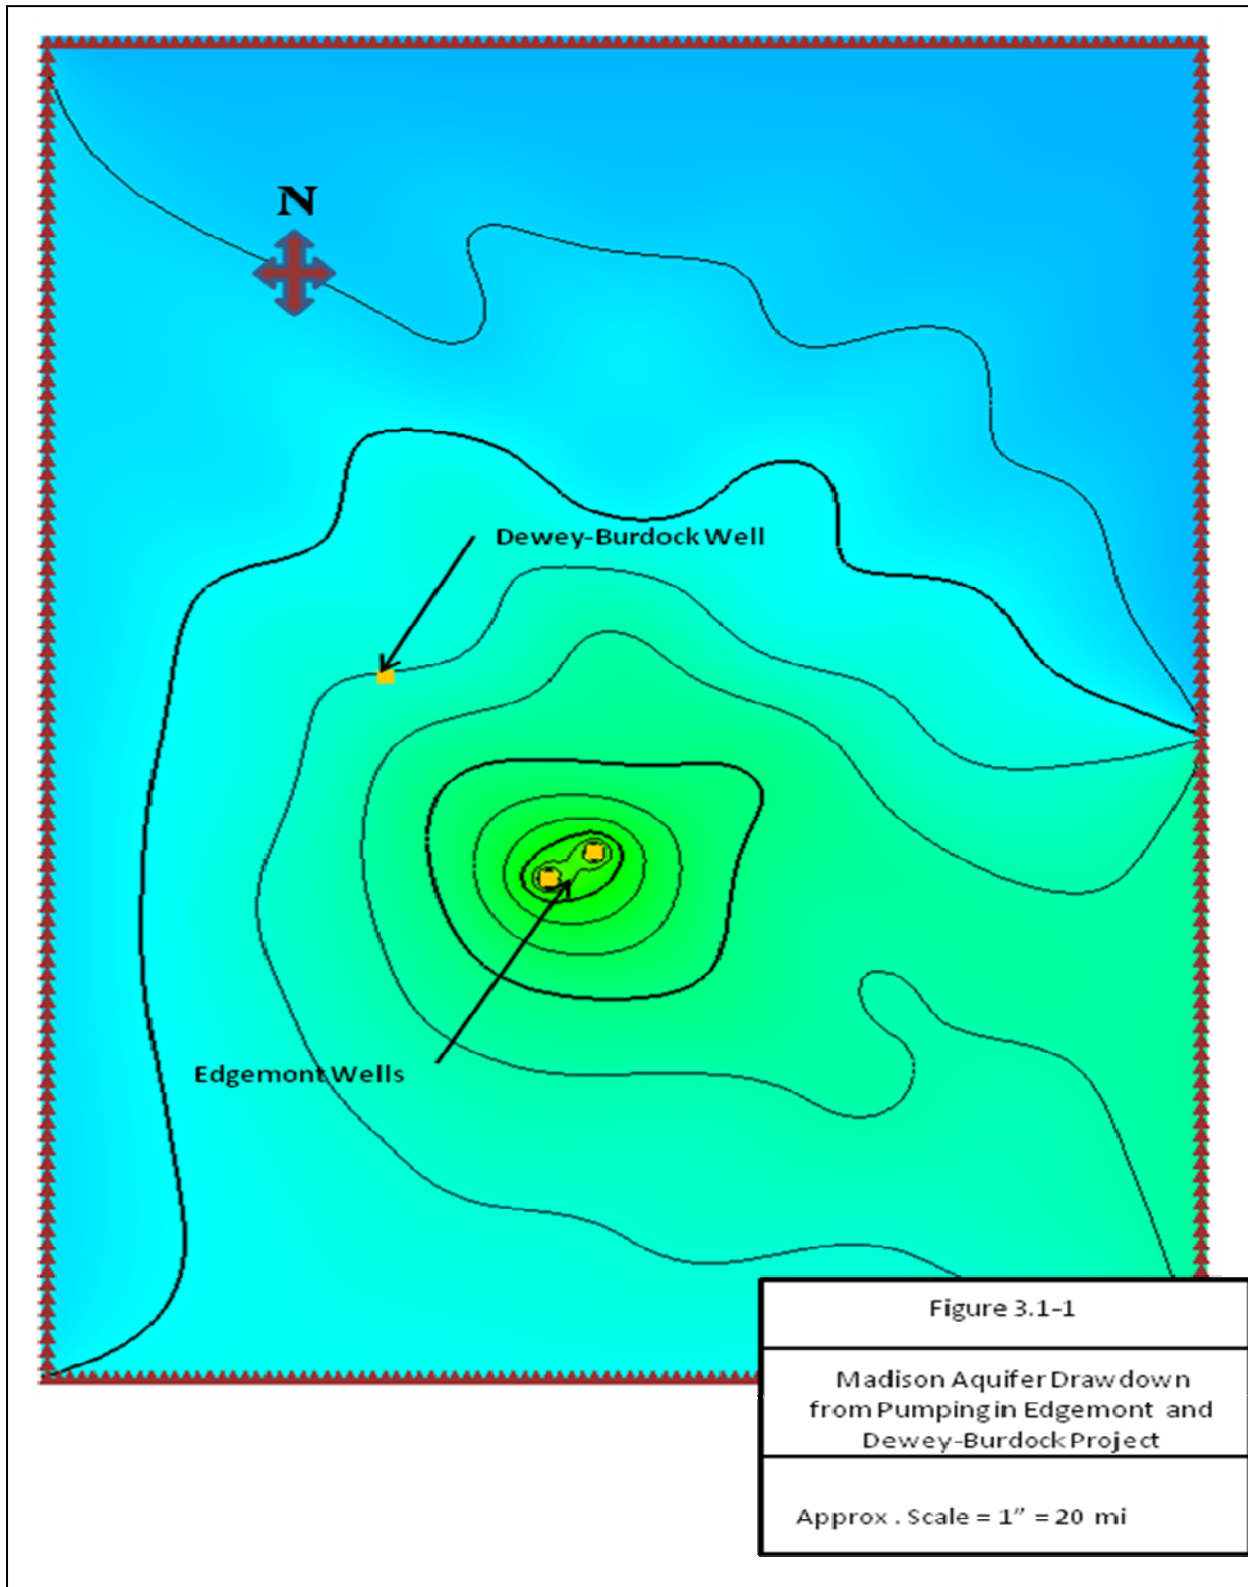 N
Dewey-Burdock Well
Edgemont Wells
Figure 3.1-1
Madison Aquifer Drawdown
from Pumping in Edgemont and
Dewey-Burdock Project
Approx . Scale = 1” = 20 mi